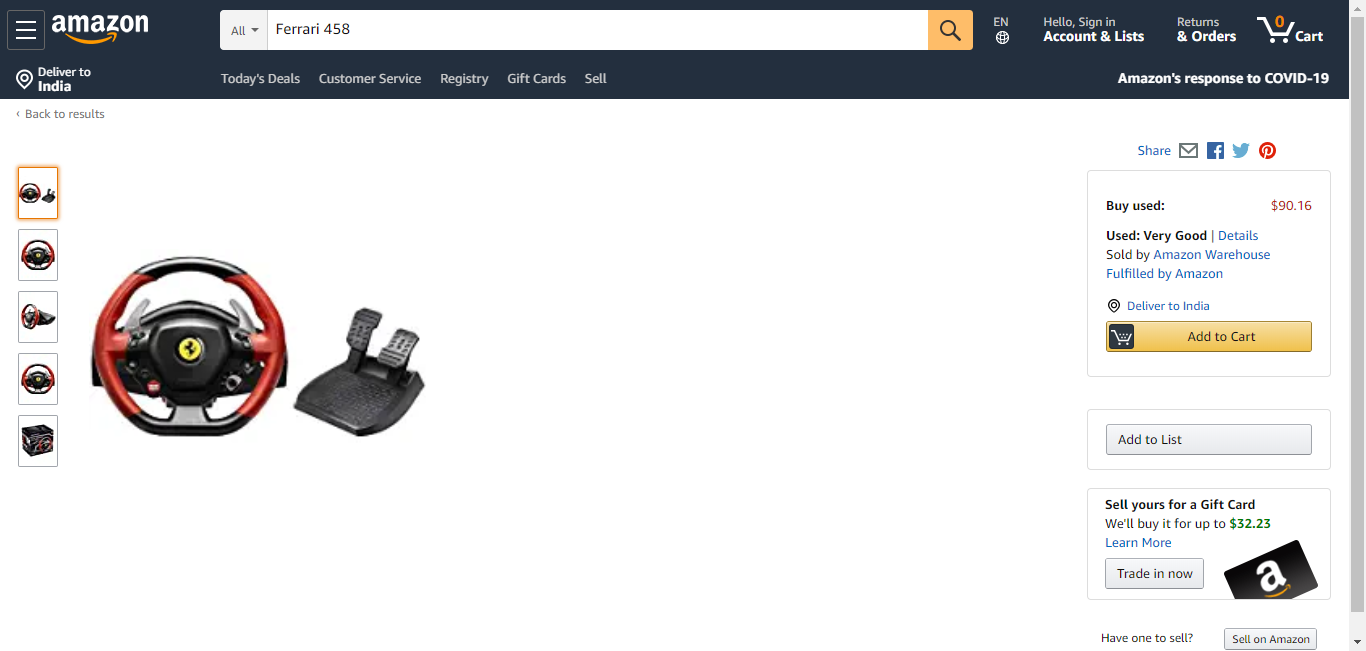 amazon
All
Ferrari 458
EN
Hello, Sign in
Account & Lists
Returns
& Orders
0
Cart
Deliver to
India
Today's Deals
Customer Service
Registry
Gift Cards
Sell
Amazon's response to COVID-19
‹ Back to results
Share
Buy used:
$90.16
Used: Very Good | Details
Sold by Amazon Warehouse
Fulfilled by Amazon
Deliver to India
Add to Cart
Add to List
Sell yours for a Gift Card
We'll buy it for up to $32.23
Learn More
Trade in now
a
Have one to sell?
Sell on Amazon